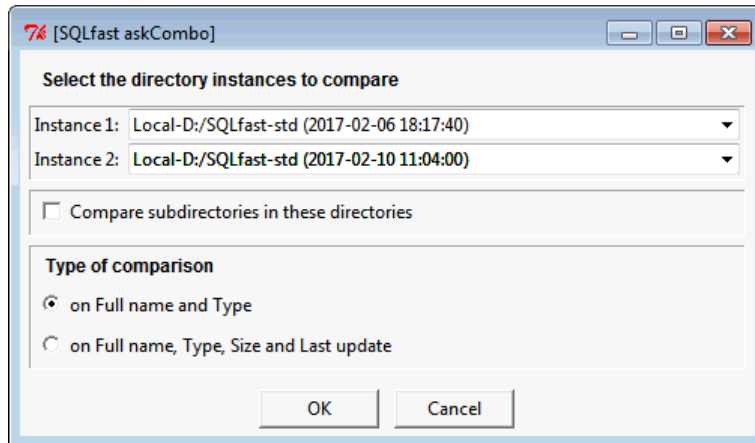 [SQLfast askCombo]
Select the directory instances to compare
Instance 1: Local-D:/SQLfast-std (2017-02-06 18:17:40)
Instance 2: Local-D:/SQLfast-std (2017-02-10 11:04:00)
Compare subdirectories in these directories
Type of comparison
on Full name and Type
on Full name, Type, Size and Last update
OK Cancel